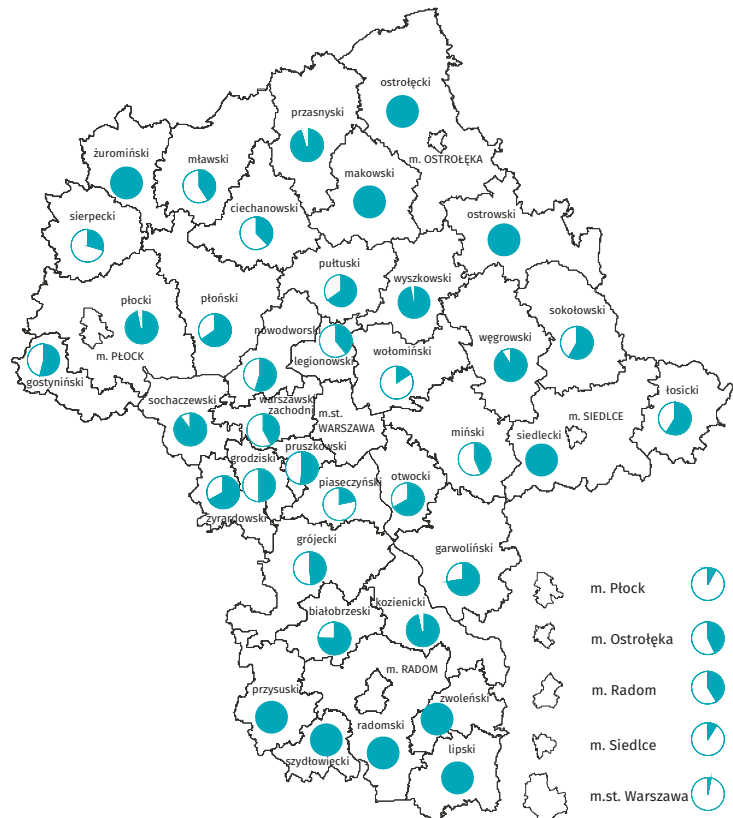 ostrołęcki
przasnyski
żuromiński
mławski
m. OSTROŁĘKA
makowski
sierpecki
ciechanowski
ostrowski
pułtuski
wyszkowski
płocki
płoński
sokołowski
nowodworski
węgrowski
m. PŁOCK
legionowski
wołomiński
gostyniński
sochaczewski
warszawski
zachodni
m.st.
WARSZAWA
łosicki
m. SIEDLCE
miński
siedlecki
pruszkowski
grodziski
piaseczyński
otwocki
żyrardowski
grójecki
garwoliński
m. Płock
białobrzeski
kozienicki
m. Ostrołęka
m. RADOM
przysuski
zwoleński
m. Radom
radomski
szydłowiecki
lipski
m. Siedlce
m.st. Warszawa